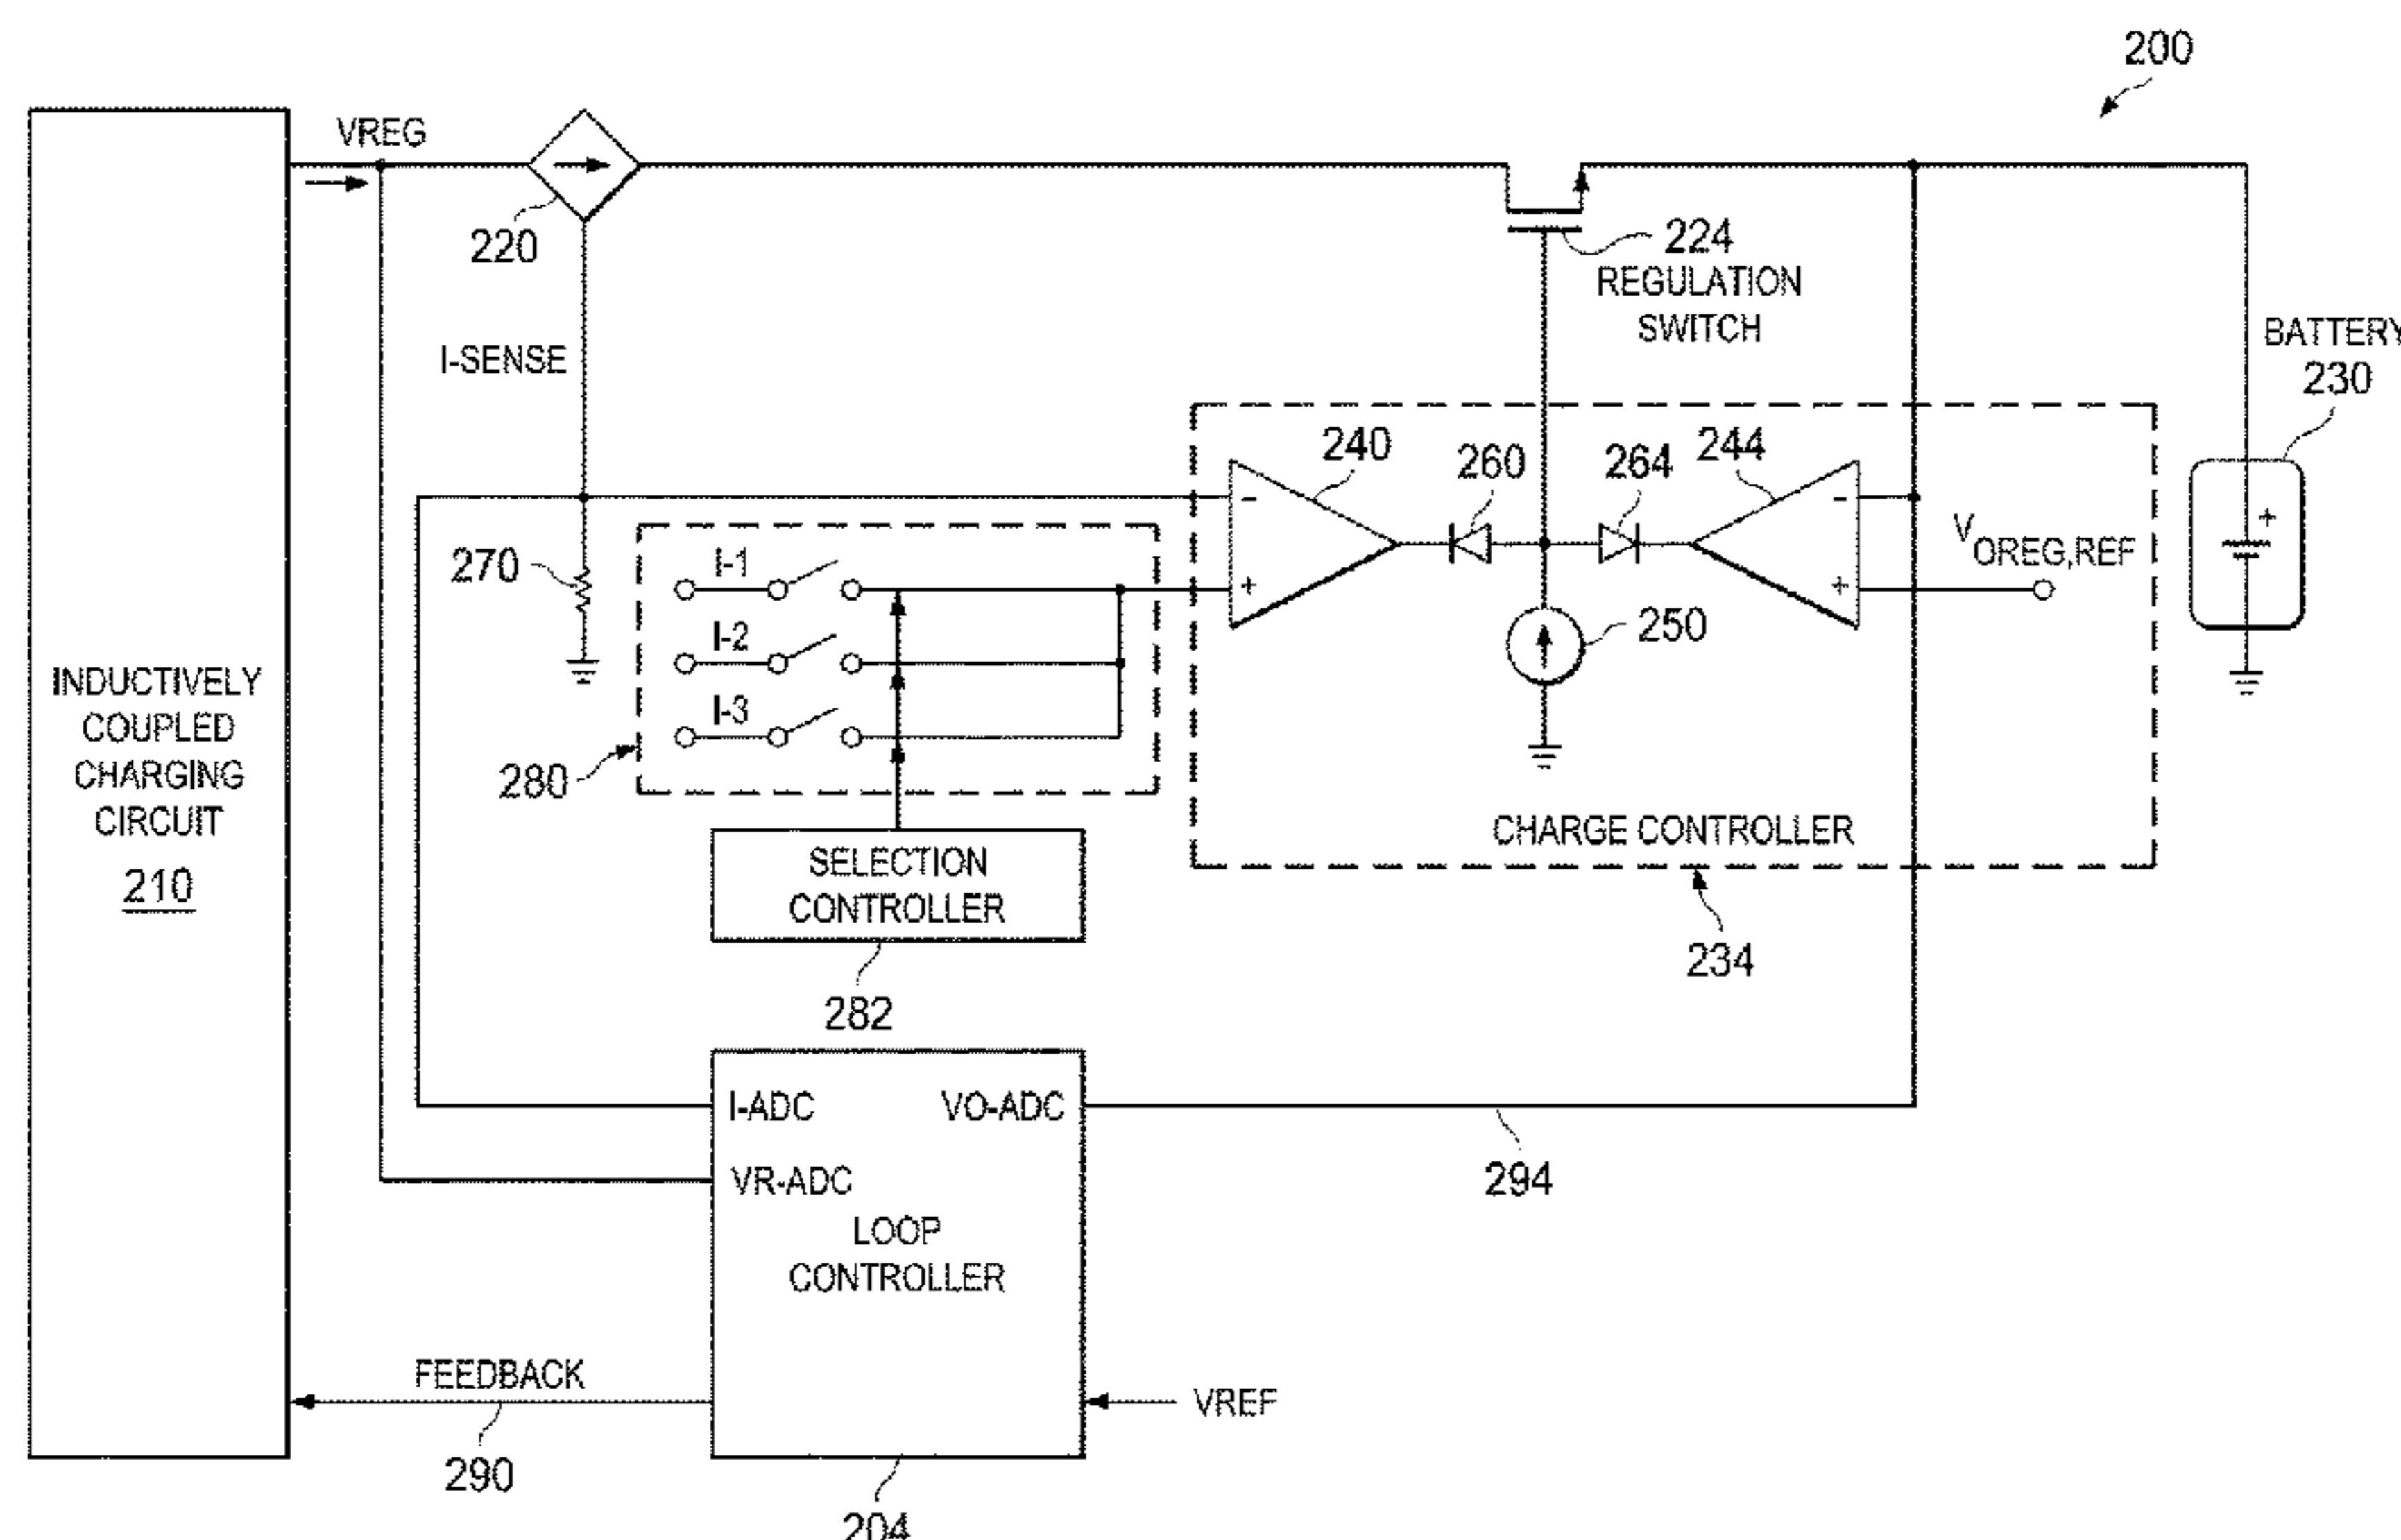 200
VREG
220
224
REGULATION
SWITCH
I-SENSE
BATTERY
230
240
260
264
244
-
-
VOREG,REF
+
270
I-1
+
+
I-2
250
I-3
280
INDUCTIVELY
COUPLED
CHARGING
CIRCUIT
210
CHARGE CONTROLLER
SELECTION
CONTROLLER
234
282
I-ADC
VO-ADC
294
VR-ADC
LOOP
CONTROLLER
FEEDBACK
VREF
290
204